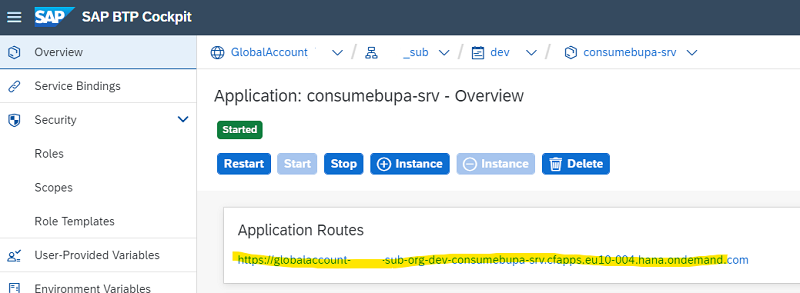 SAP SAP BTP Cockpit
Overview
Service Bindings
Security
Roles
Scopes
Role Templates
User-Provided Variables
Environment Variables
GlobalAccount / _sub / dev / consumebupa-srv
Application: consumebupa-srv - Overview
Started
Restart Start Stop Instance Instance Delete
Application Routes
https://globalaccount- -sub-org-dev-consumebupa-srv.cfapps.eu10-004.hana.ondemand.com